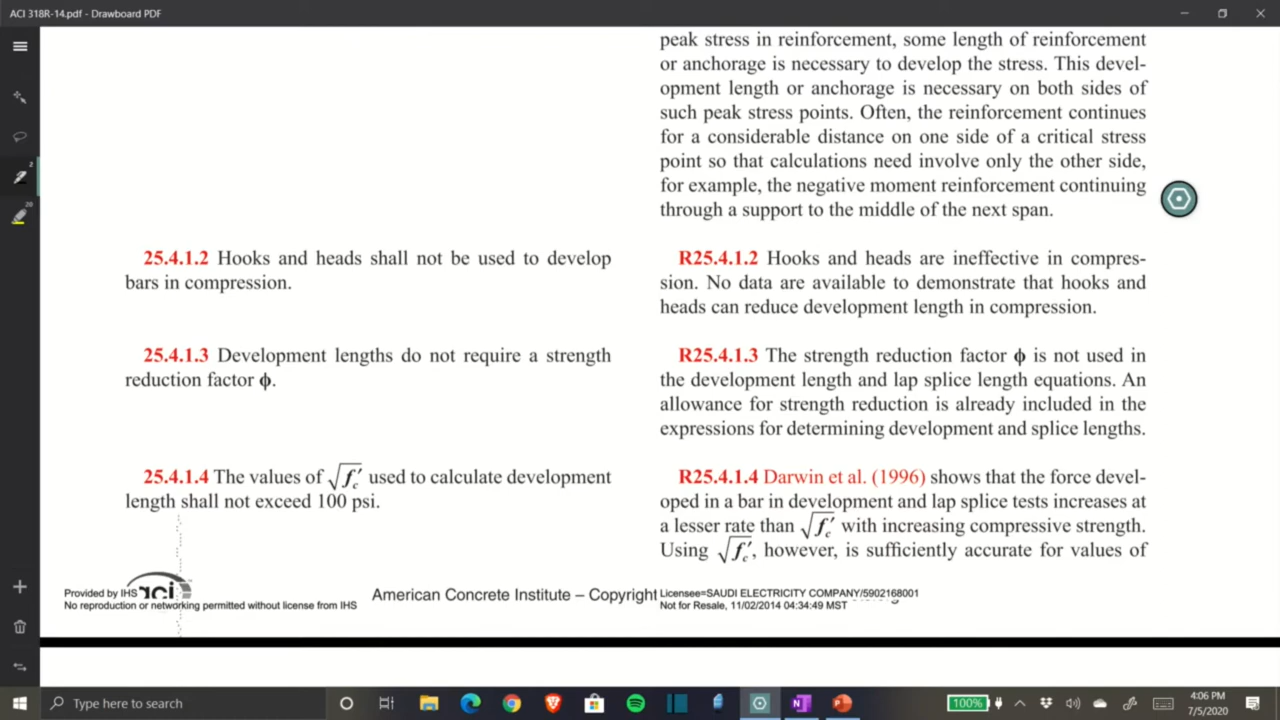 ACI 318R-14.pdf - Drawboard PDF
peak stress in reinforcement, some length of reinforcement
or anchorage is necessary to develop the stress. This devel-
opment length or anchorage is necessary on both sides of
such peak stress points. Often, the reinforcement continues
for a considerable distance on one side of a critical stress
point so that calculations need involve only the other side,
for example, the negative moment reinforcement continuing
through a support to the middle of the next span.
25.4.1.2 Hooks and heads shall not be used to develop
bars in compression.
R25.4.1.2 Hooks and heads are ineffective in compres-
sion. No data are available to demonstrate that hooks and
heads can reduce development length in compression.
25.4.1.3 Development lengths do not require a strength
reduction factor ϕ.
R25.4.1.3 The strength reduction factor ϕ is not used in
the development length and lap splice length equations. An
allowance for strength reduction is already included in the
expressions for determining development and splice lengths.
25.4.1.4 The values of √fc′ used to calculate development
length shall not exceed 100 psi.
R25.4.1.4 Darwin et al. (1996) shows that the force devel-
oped in a bar in development and lap splice tests increases at
a lesser rate than √fc′ with increasing compressive strength.
Using √fc′, however, is sufficiently accurate for values of
Provided by IHS aci
No reproduction or networking permitted without license from IHS
American Concrete Institute – Copyright
Licensee=SAUDI ELECTRICITY COMPANY/5902168001
Not for Resale, 11/02/2014 04:34:49 MST
2
20
Type here to search
100%
4:06 PM
7/5/2020